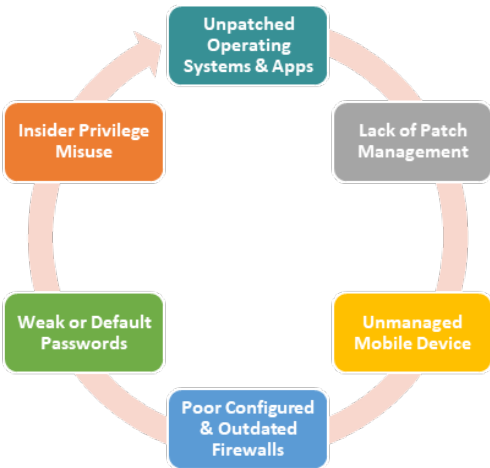 Unpatched
Operating
Systems & Apps
Lack of Patch
Management
Unmanaged
Mobile Device
Poor Configured
& Outdated
Firewalls
Weak or Default
Passwords
Insider Privilege
Misuse